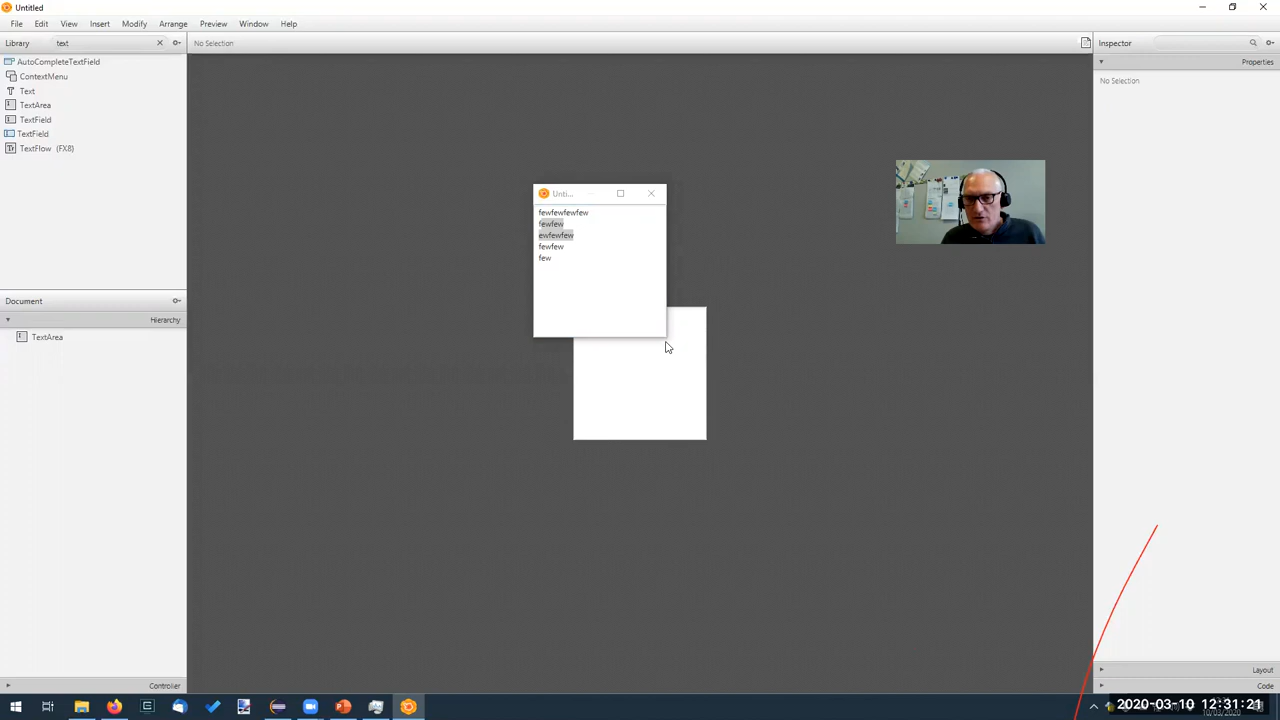 Untitled
File Edit View Insert Modify Arrange Preview Window Help
Library text
No Selection
Inspector
AutoCompleteTextField
ContextMenu
Text
TextArea
TextField
TextField
TextFlow (FX8)
Properties
No Selection
Unti...
fewfewfewfew
fewfew
ewfewfew
fewfew
few
Document
Hierarchy
TextArea
Layout
Controller
Code
2020-03-10 12:31:21